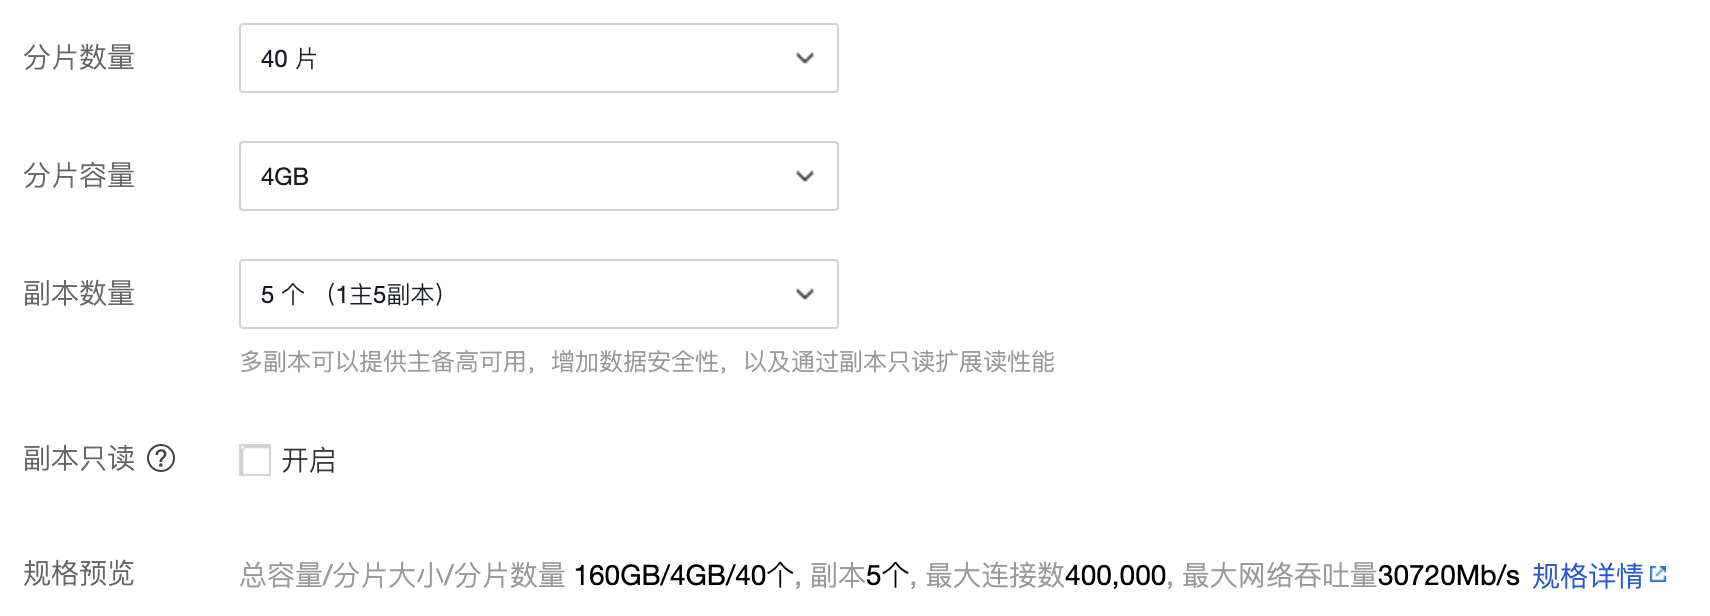 分片数量 40 片
分片容量 4GB
副本数量 5 个 （1主5副本）
多副本可以提供主备高可用，增加数据安全性，以及通过副本只读扩展读性能
副本只读 ? 开启
规格预览 总容量/分片大小/分片数量 160GB/4GB/40个, 副本5个, 最大连接数400,000, 最大网络吞吐量30720Mb/s 规格详情